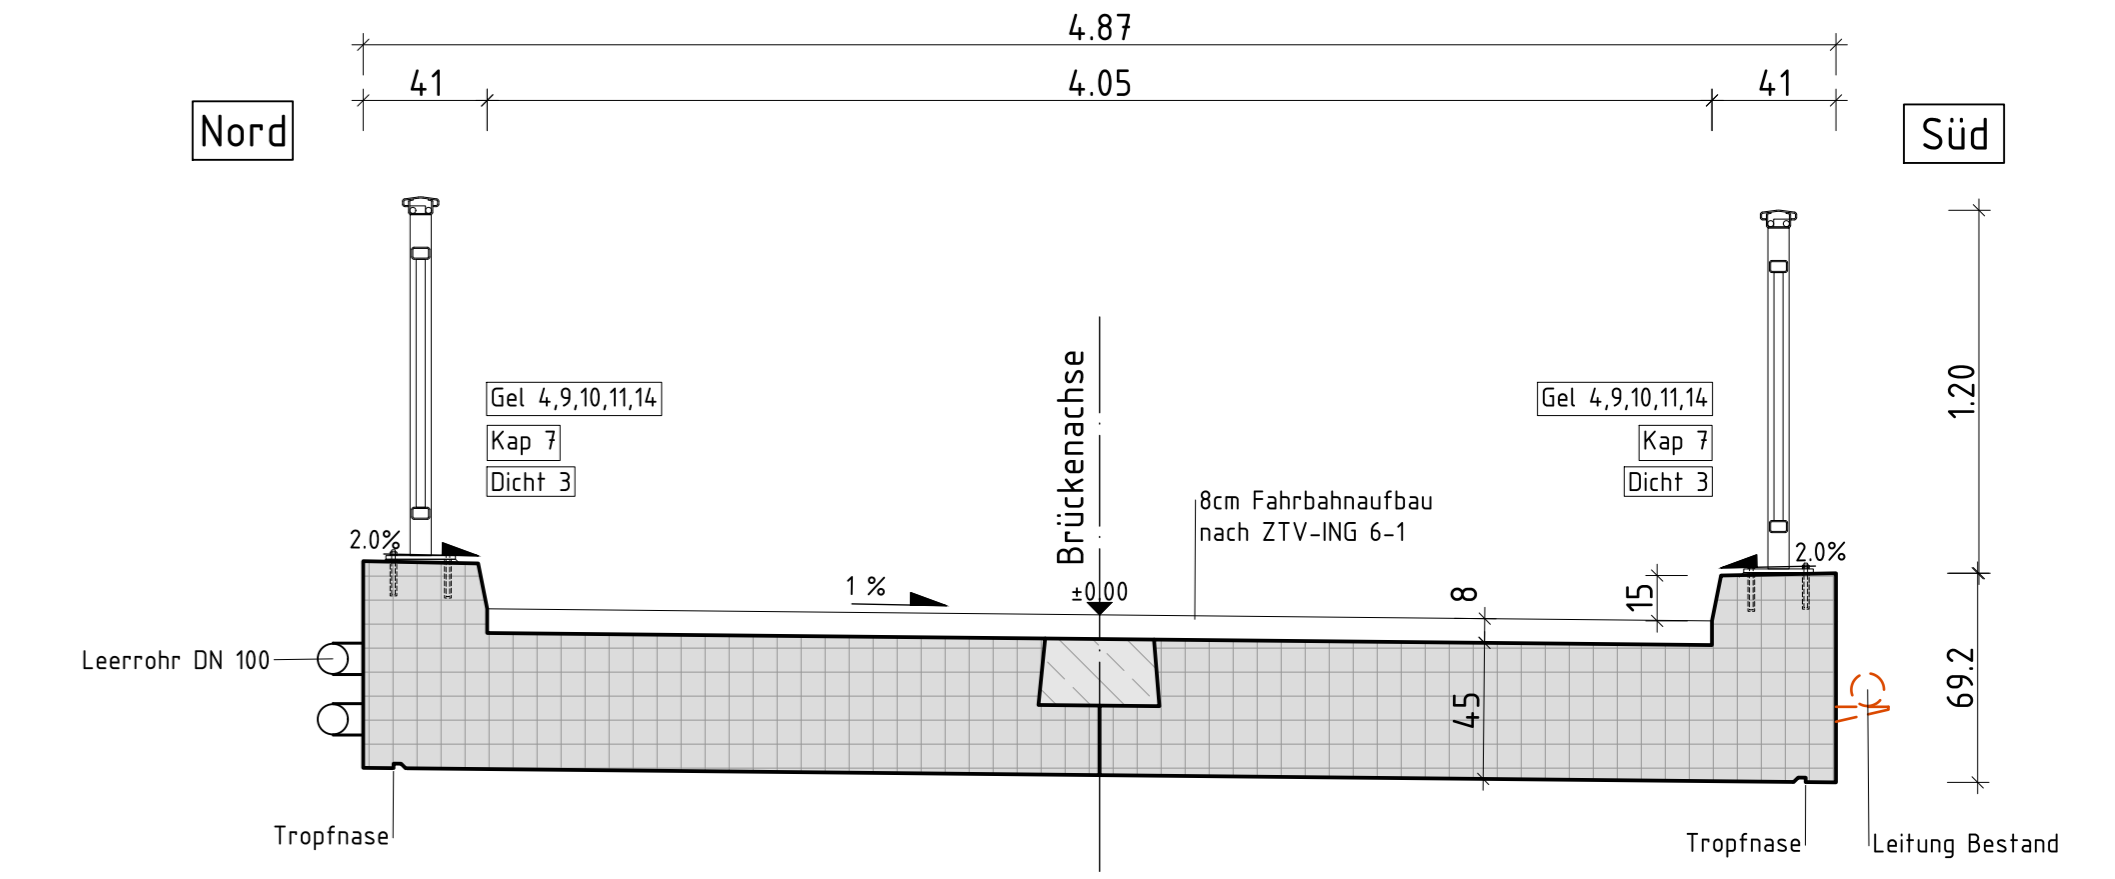 4.87
41
4.05
41
Nord
Süd
1.20
Brückenachse
Gel 4,9,10,11,14
Kap 7
Dicht 3
Gel 4,9,10,11,14
Kap 7
Dicht 3
8cm Fahrbahnaufbau
nach ZTV-ING 6-1
2.0%
2.0%
1 %
±0.00
8
15
Leerrohr DN 100
45
69.2
Tropfnase
Tropfnase
Leitung Bestand